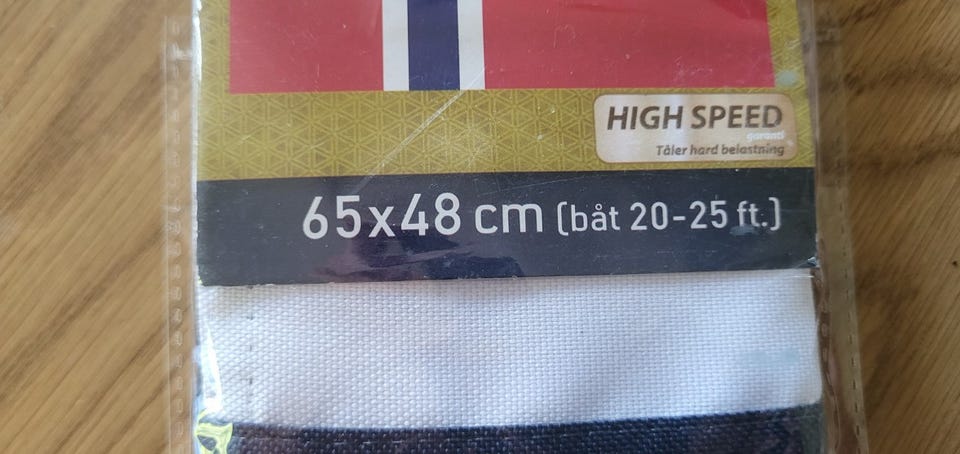 HIGH SPEED
garanti
Tåler hard belastning
65x48 cm (båt 20-25 ft.)